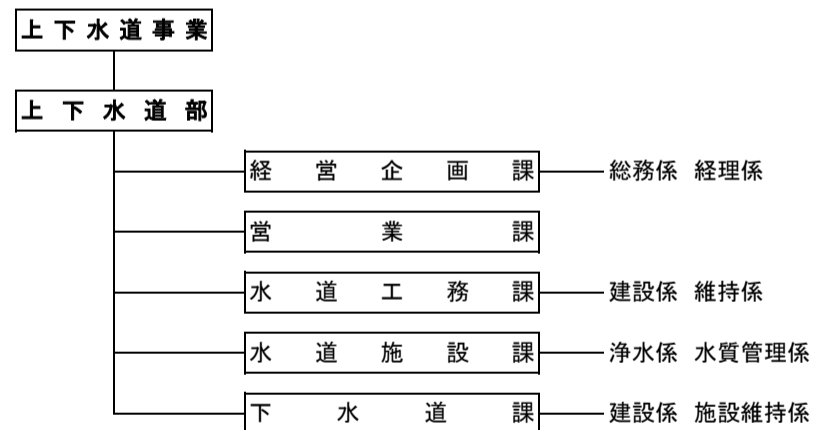 上下水道事業
上下水道部
経営企画課 総務係 経理係
営業課
水道工務課 建設係 維持係
水道施設課 浄水係 水質管理係
下水道課 建設係 施設維持係